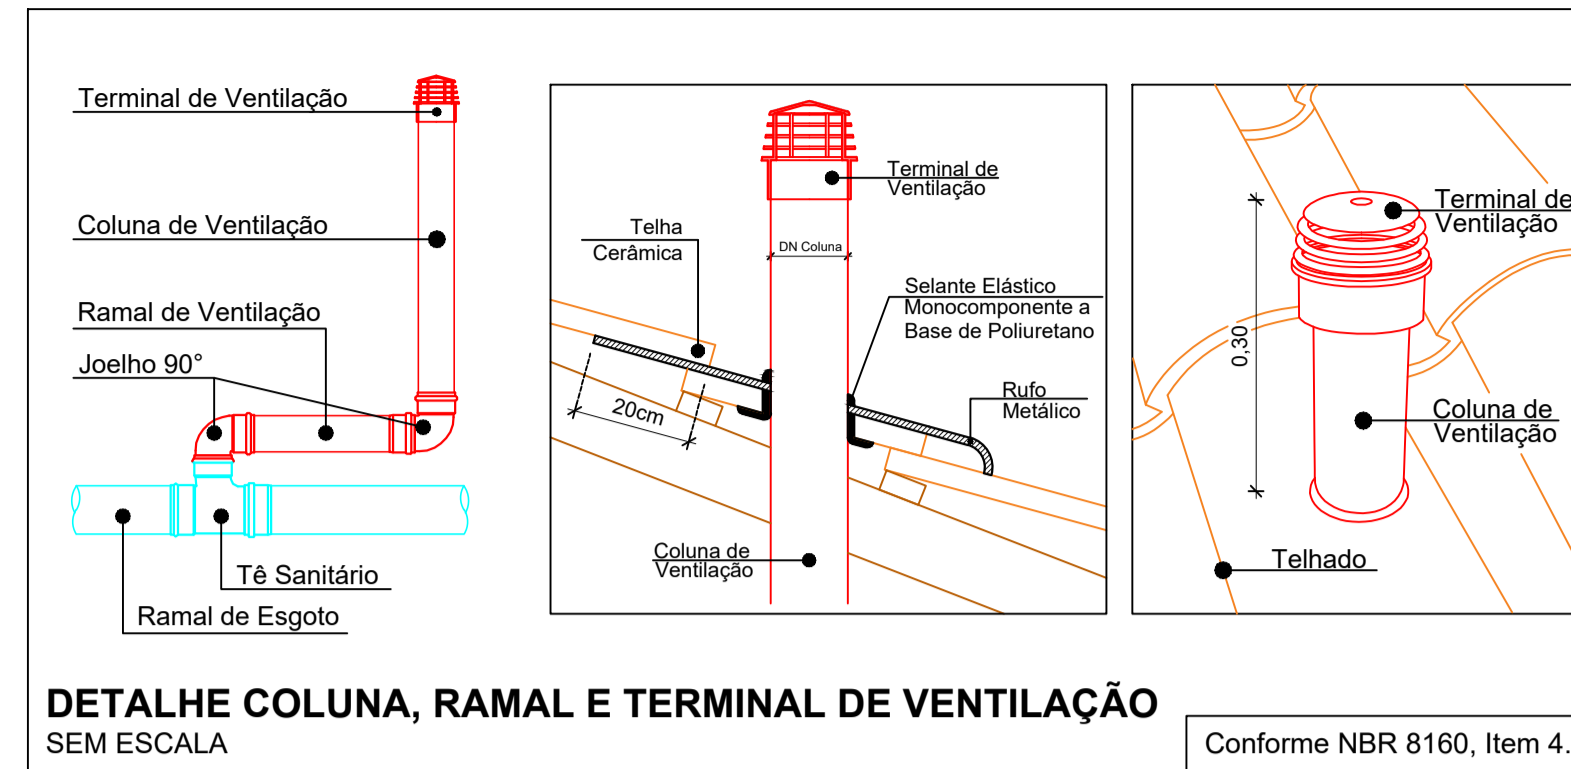 Terminal de Ventilação
Coluna de Ventilação
Ramal de Ventilação
Joelho 90°
Tê Sanitário
Ramal de Esgoto
Terminal de
Ventilação
Telha
Cerâmica
DN Coluna
Selante Elástico
Monocomponente a
Base de Poliuretano
Rufo
Metálico
20cm
Coluna de
Ventilação
Terminal de
Ventilação
0,30
Coluna de
Ventilação
Telhado
DETALHE COLUNA, RAMAL E TERMINAL DE VENTILAÇÃO
SEM ESCALA
Conforme NBR 8160, Item 4.